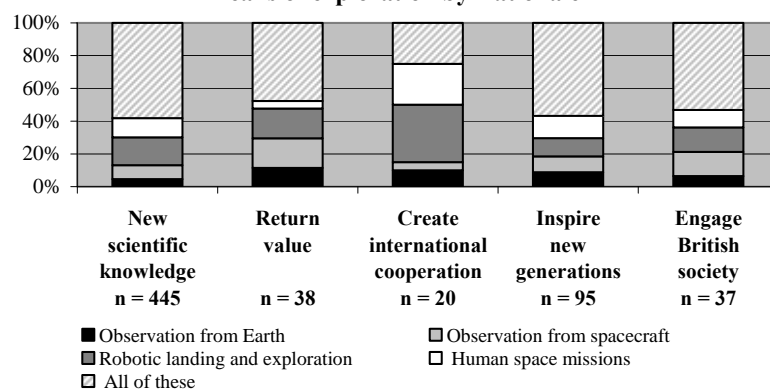 100%
80%
60%
40%
20%
0%
New scientific knowledge n = 445
Return value n = 38
Create international cooperation n = 20
Inspire new generations n = 95
Engage British society n = 37
Observation from Earth
Observation from spacecraft
Robotic landing and exploration
Human space missions
All of these